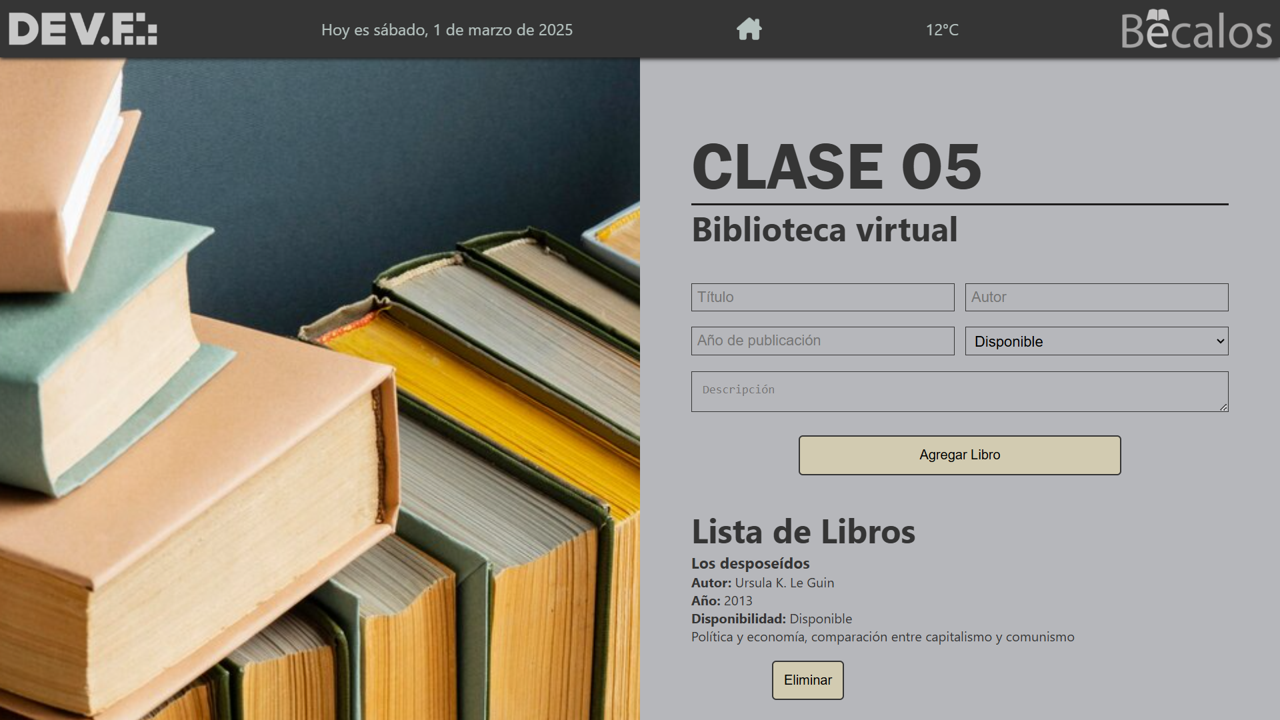 DEV.F.:
Hoy es sábado, 1 de marzo de 2025
12°C
Bécalos
CLASE 05
Biblioteca virtual
Título
Autor
Año de publicación
Disponible
Descripción
Agregar Libro
Lista de Libros
Los desposeídos
Autor: Ursula K. Le Guin
Año: 2013
Disponibilidad: Disponible
Política y economía, comparación entre capitalismo y comunismo
Eliminar